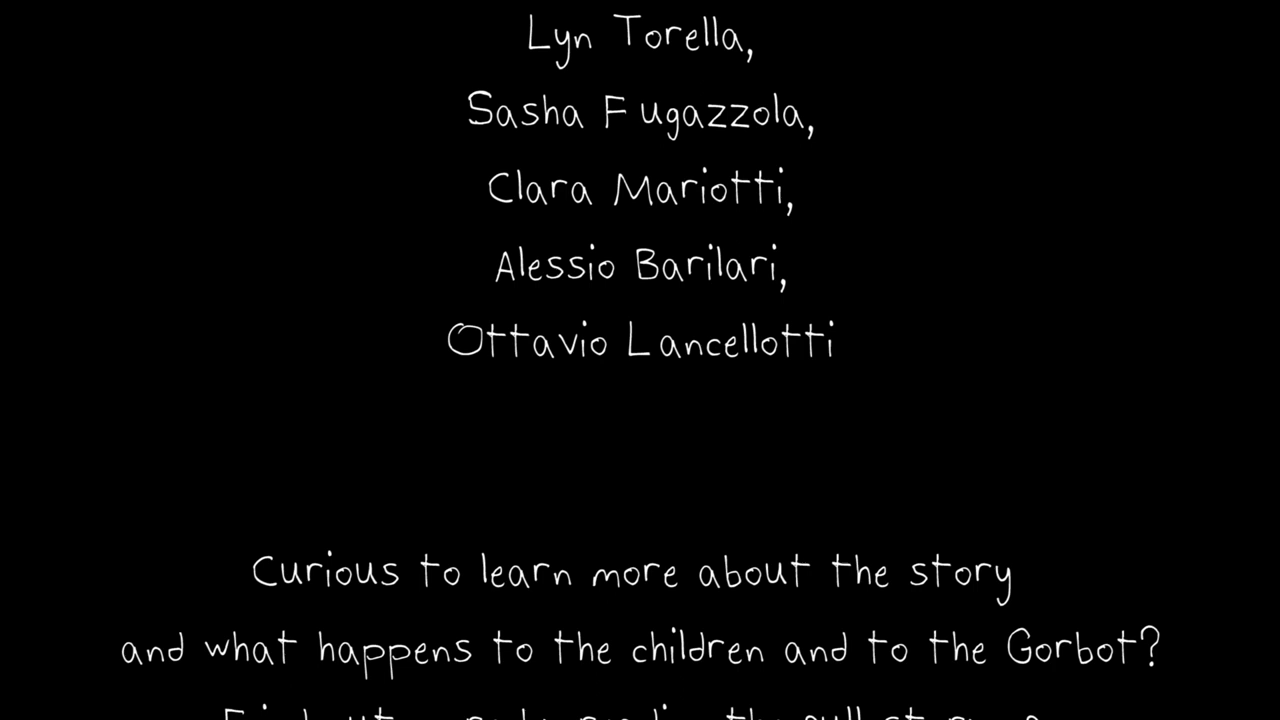 Lyn Torella,
Sasha Fugazzola,
Clara Mariotti,
Alessio Barilari,
Ottavio Lancellotti
Curious to learn more about the story
and what happens to the children and to the Gorbot?